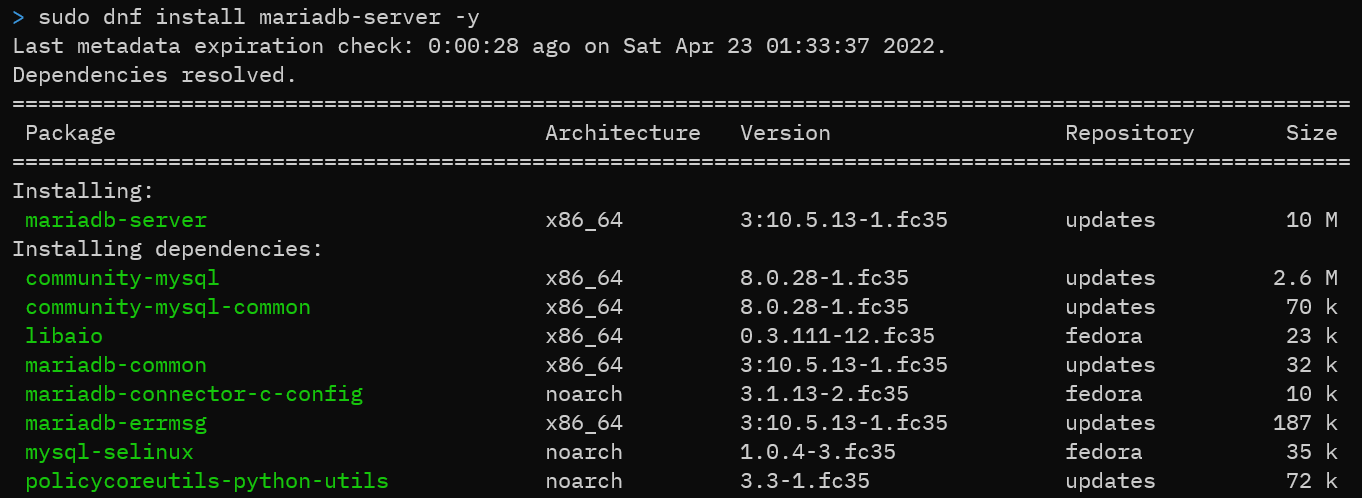 > sudo dnf install mariadb-server -y
Last metadata expiration check: 0:00:28 ago on Sat Apr 23 01:33:37 2022.
Dependencies resolved.
=======================================================================================================
 Package                                 Architecture   Version                  Repository       Size
=======================================================================================================
Installing:
 mariadb-server                          x86_64         3:10.5.13-1.fc35         updates          10 M
Installing dependencies:
 community-mysql                         x86_64         8.0.28-1.fc35            updates         2.6 M
 community-mysql-common                  x86_64         8.0.28-1.fc35            updates          70 k
 libaio                                  x86_64         0.3.111-12.fc35          fedora           23 k
 mariadb-common                          x86_64         3:10.5.13-1.fc35         updates          32 k
 mariadb-connector-c-config              noarch         3.1.13-2.fc35            fedora           10 k
 mariadb-errmsg                          x86_64         3:10.5.13-1.fc35         updates         187 k
 mysql-selinux                           noarch         1.0.4-3.fc35             fedora           35 k
 policycoreutils-python-utils            noarch         3.3-1.fc35               updates          72 k